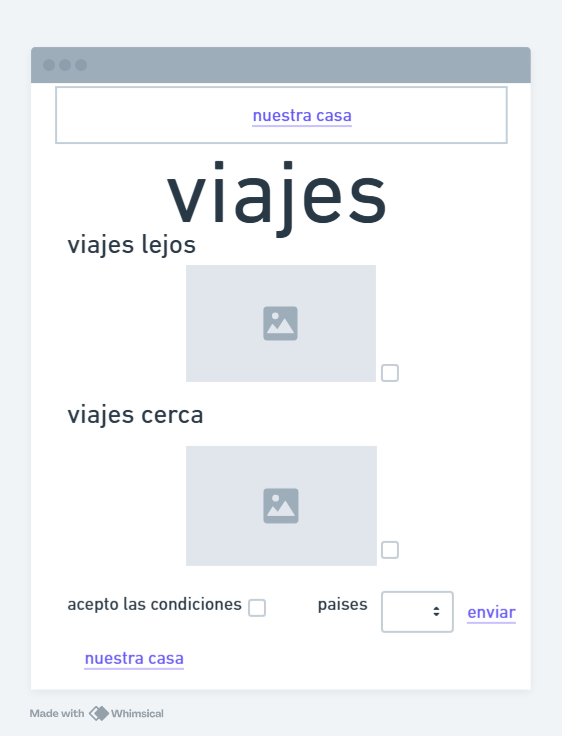 nuestra casa
viajes
viajes lejos
viajes cerca
acepto las condiciones
paises
enviar
nuestra casa
Made with Whimsical